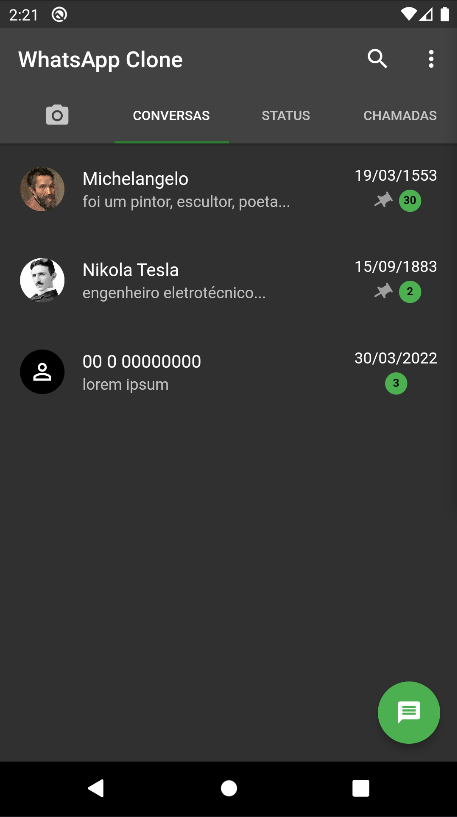 2:21
WhatsApp Clone
CONVERSAS STATUS CHAMADAS
Michelangelo 19/03/1553
foi um pintor, escultor, poeta... 30
Nikola Tesla 15/09/1883
engenheiro eletrotécnico... 2
00 0 00000000 30/03/2022
lorem ipsum 3